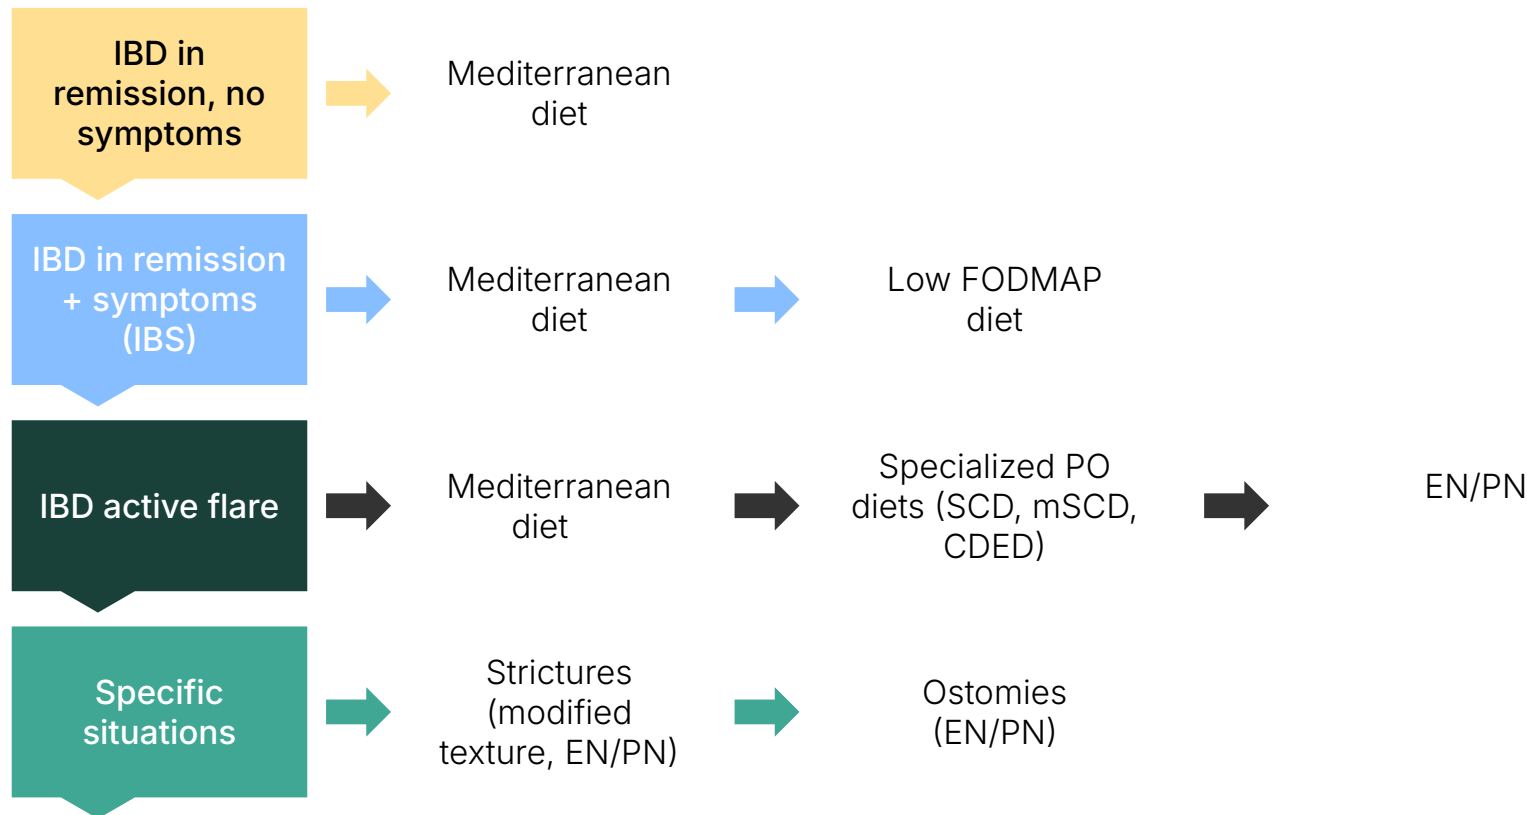 IBD in
remission, no
symptoms
Mediterranean
diet
IBD in remission
+ symptoms
(IBS)
Mediterranean
diet
Low FODMAP
diet
IBD active flare
Mediterranean
diet
Specialized PO
diets (SCD, mSCD,
CDED)
EN/PN
Specific
situations
Strictures
(modified
texture, EN/PN)
Ostomies
(EN/PN)